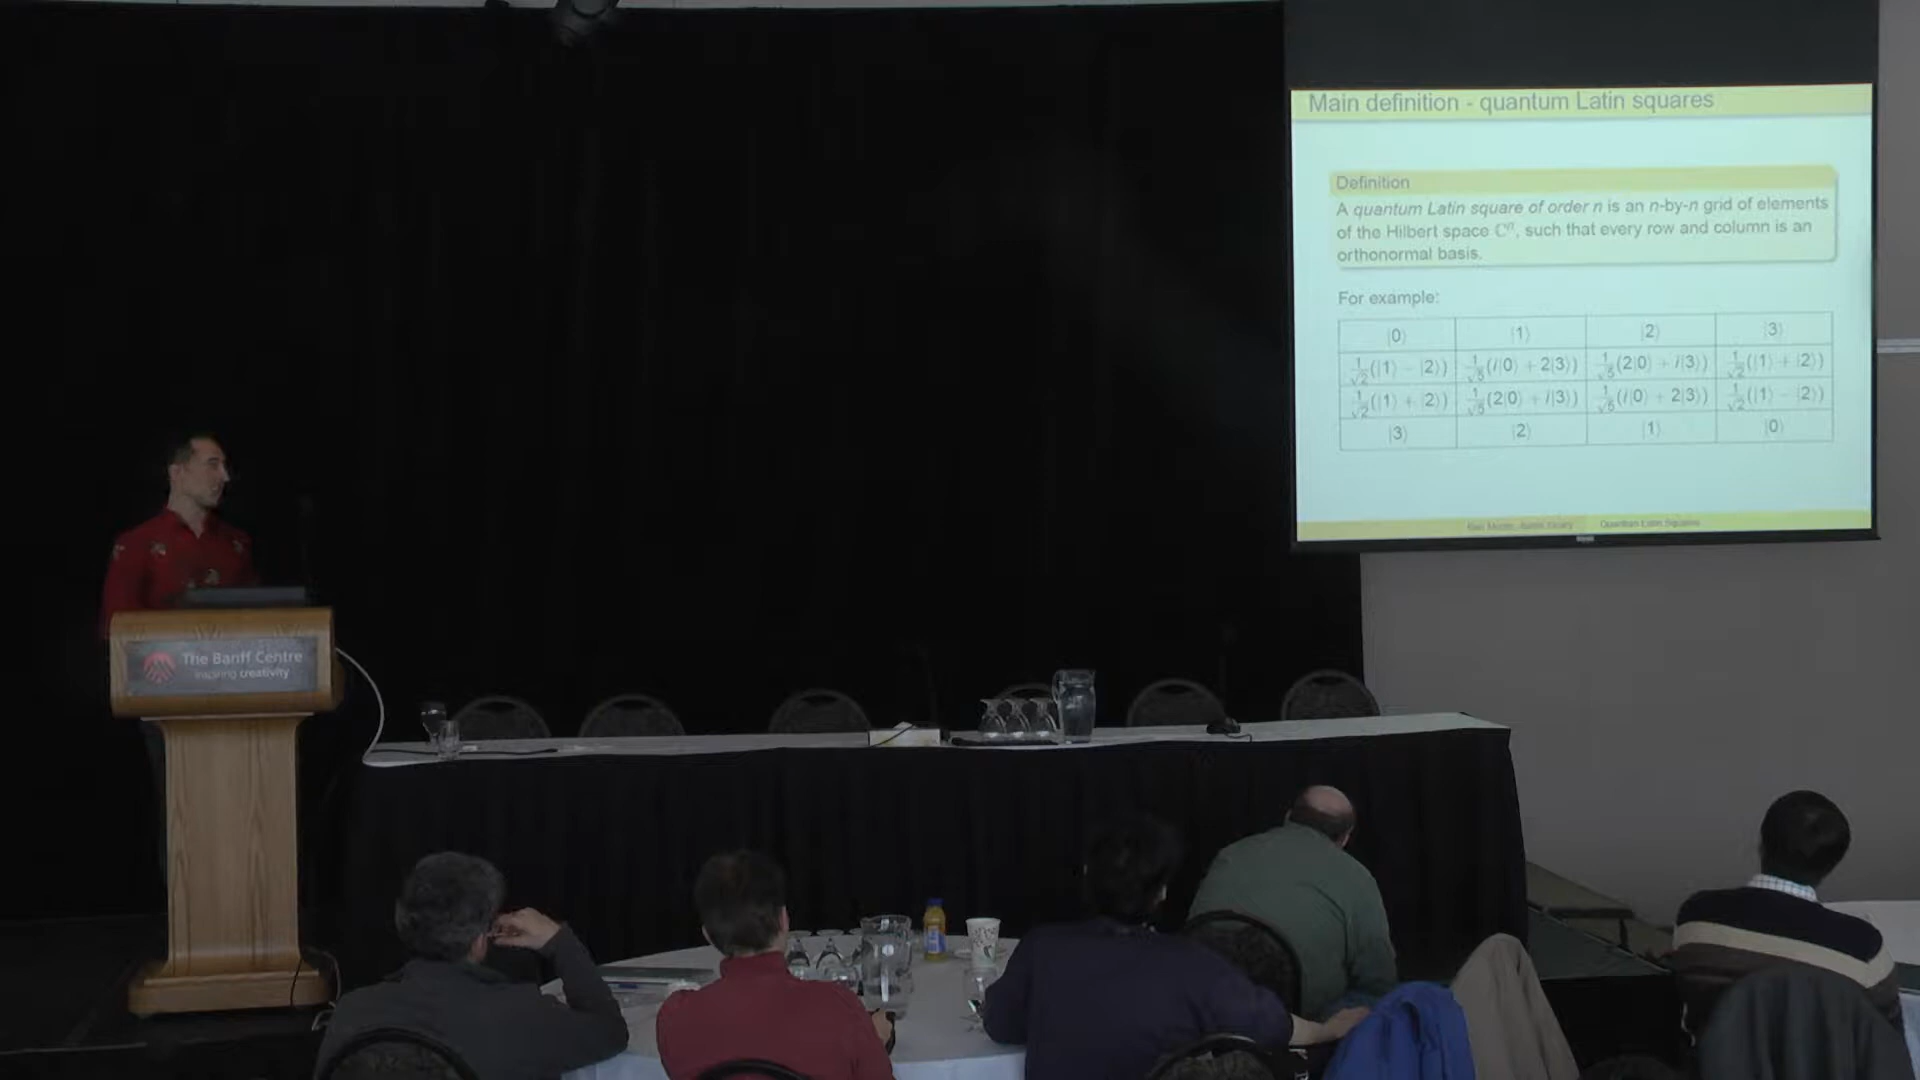 Main definition - quantum Latin squares
Definition
A quantum Latin square of order n is an n-by-n grid of elements
of the Hilbert space ℂⁿ, such that every row and column is an
orthonormal basis.
For example:
|0⟩ |1⟩ |2⟩ |3⟩
1/√2(|1⟩ - |2⟩) 1/√5(i|0⟩ + 2|3⟩) 1/√5(2|0⟩ + i|3⟩) 1/√2(|1⟩ + |2⟩)
1/√2(|1⟩ + |2⟩) 1/√5(2|0⟩ + i|3⟩) 1/√5(i|0⟩ + 2|3⟩) 1/√2(|1⟩ - |2⟩)
|3⟩ |2⟩ |1⟩ |0⟩
Quantum Latin Squares
The Banff Centre
inspiring creativity